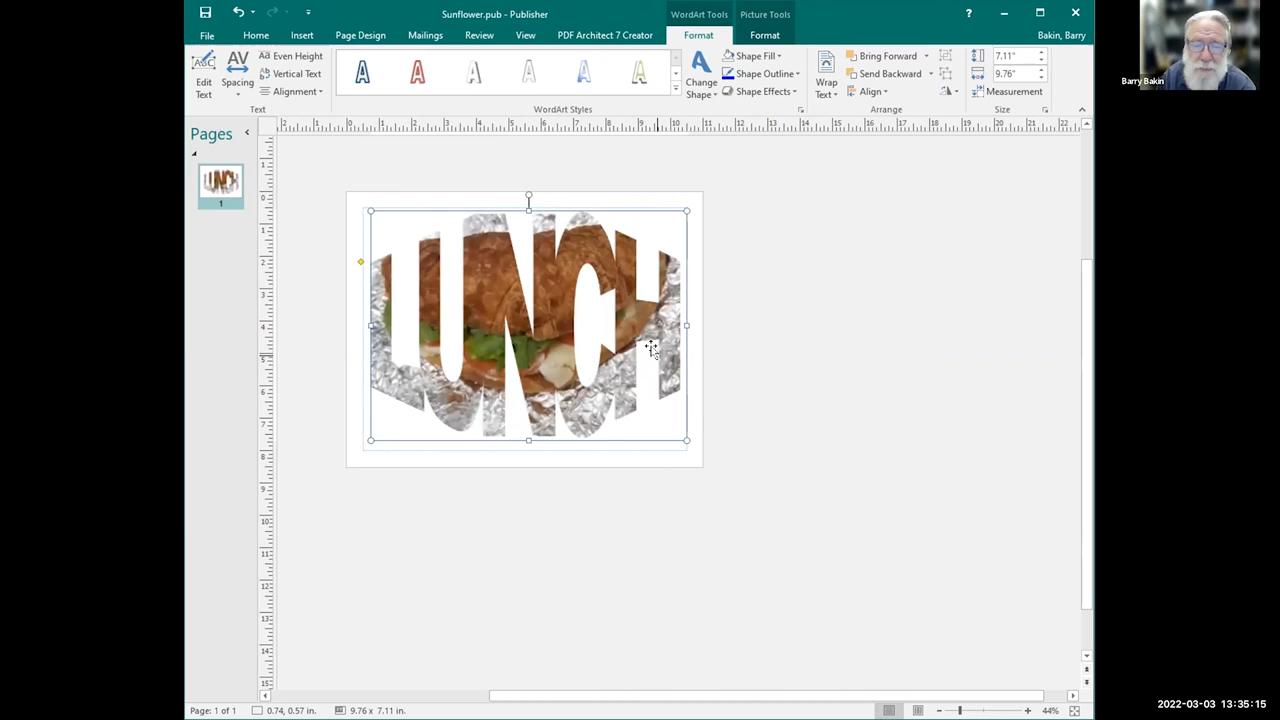 Sunflower.pub - Publisher
WordArt Tools
Picture Tools
?
File
Home
Insert
Page Design
Mailings
Review
View
PDF Architect 7 Creator
Format
Format
Bakin, Barry
Edit Text
Spacing
Even Height
Vertical Text
Alignment
Text
WordArt Styles
Change Shape
Shape Fill
Shape Outline
Shape Effects
Wrap Text
Bring Forward
Send Backward
Align
Arrange
7.11"
9.76"
Measurement
Size
Pages
1
LUNCH
Page: 1 of 1
0.74, 0.57 in.
9.76 x 7.11 in.
44%
Barry Bakin
2022-03-03 13:35:15